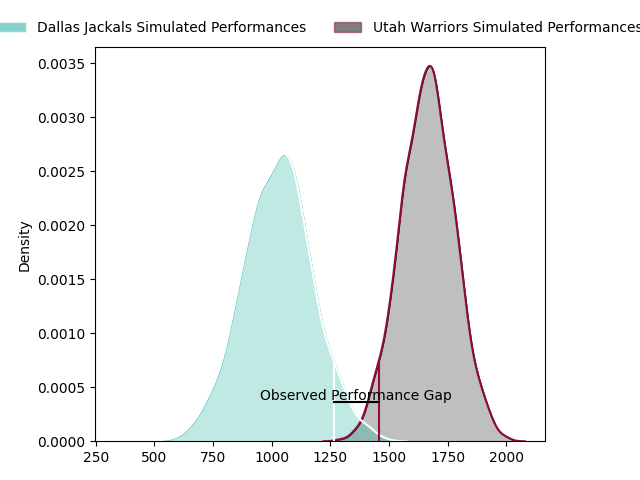 Dallas Jackals Simulated Performances Utah Warriors Simulated Performances
0.0035
0.0030
0.0025
0.0020
0.0015
0.0010
0.0005
0.0000
Density
Observed Performance Gap
250 500 750 1000 1250 1500 1750 2000